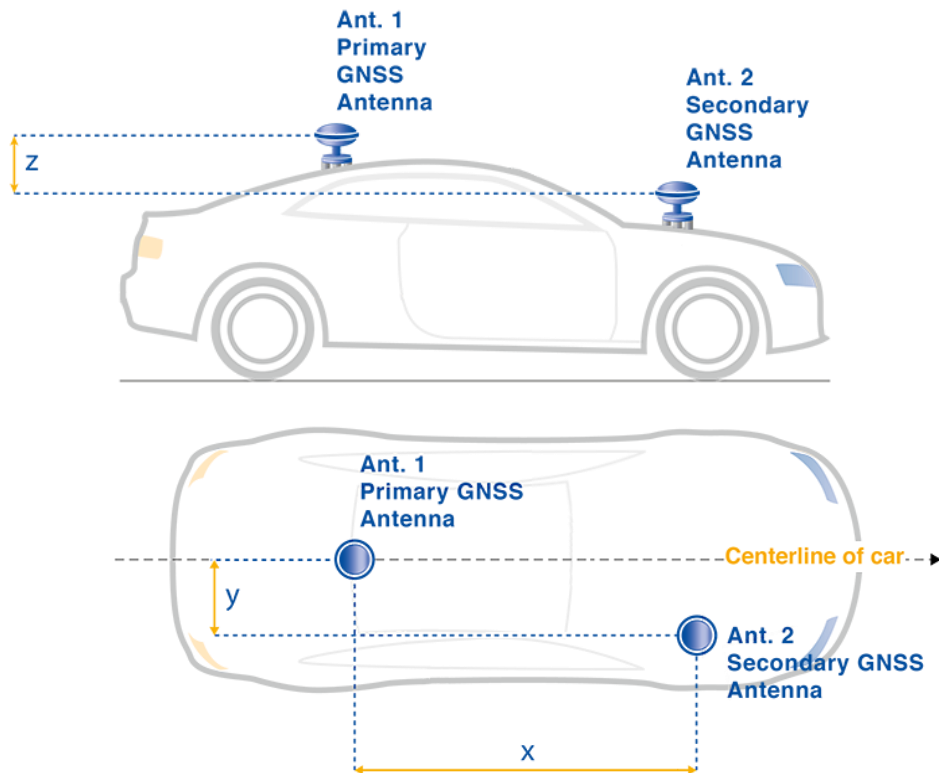 Ant. 1
Primary
GNSS
Antenna
Ant. 2
Secondary
GNSS
Antenna
z
Ant. 1
Primary GNSS
Antenna
Centerline of car
y
Ant. 2
Secondary GNSS
Antenna
x